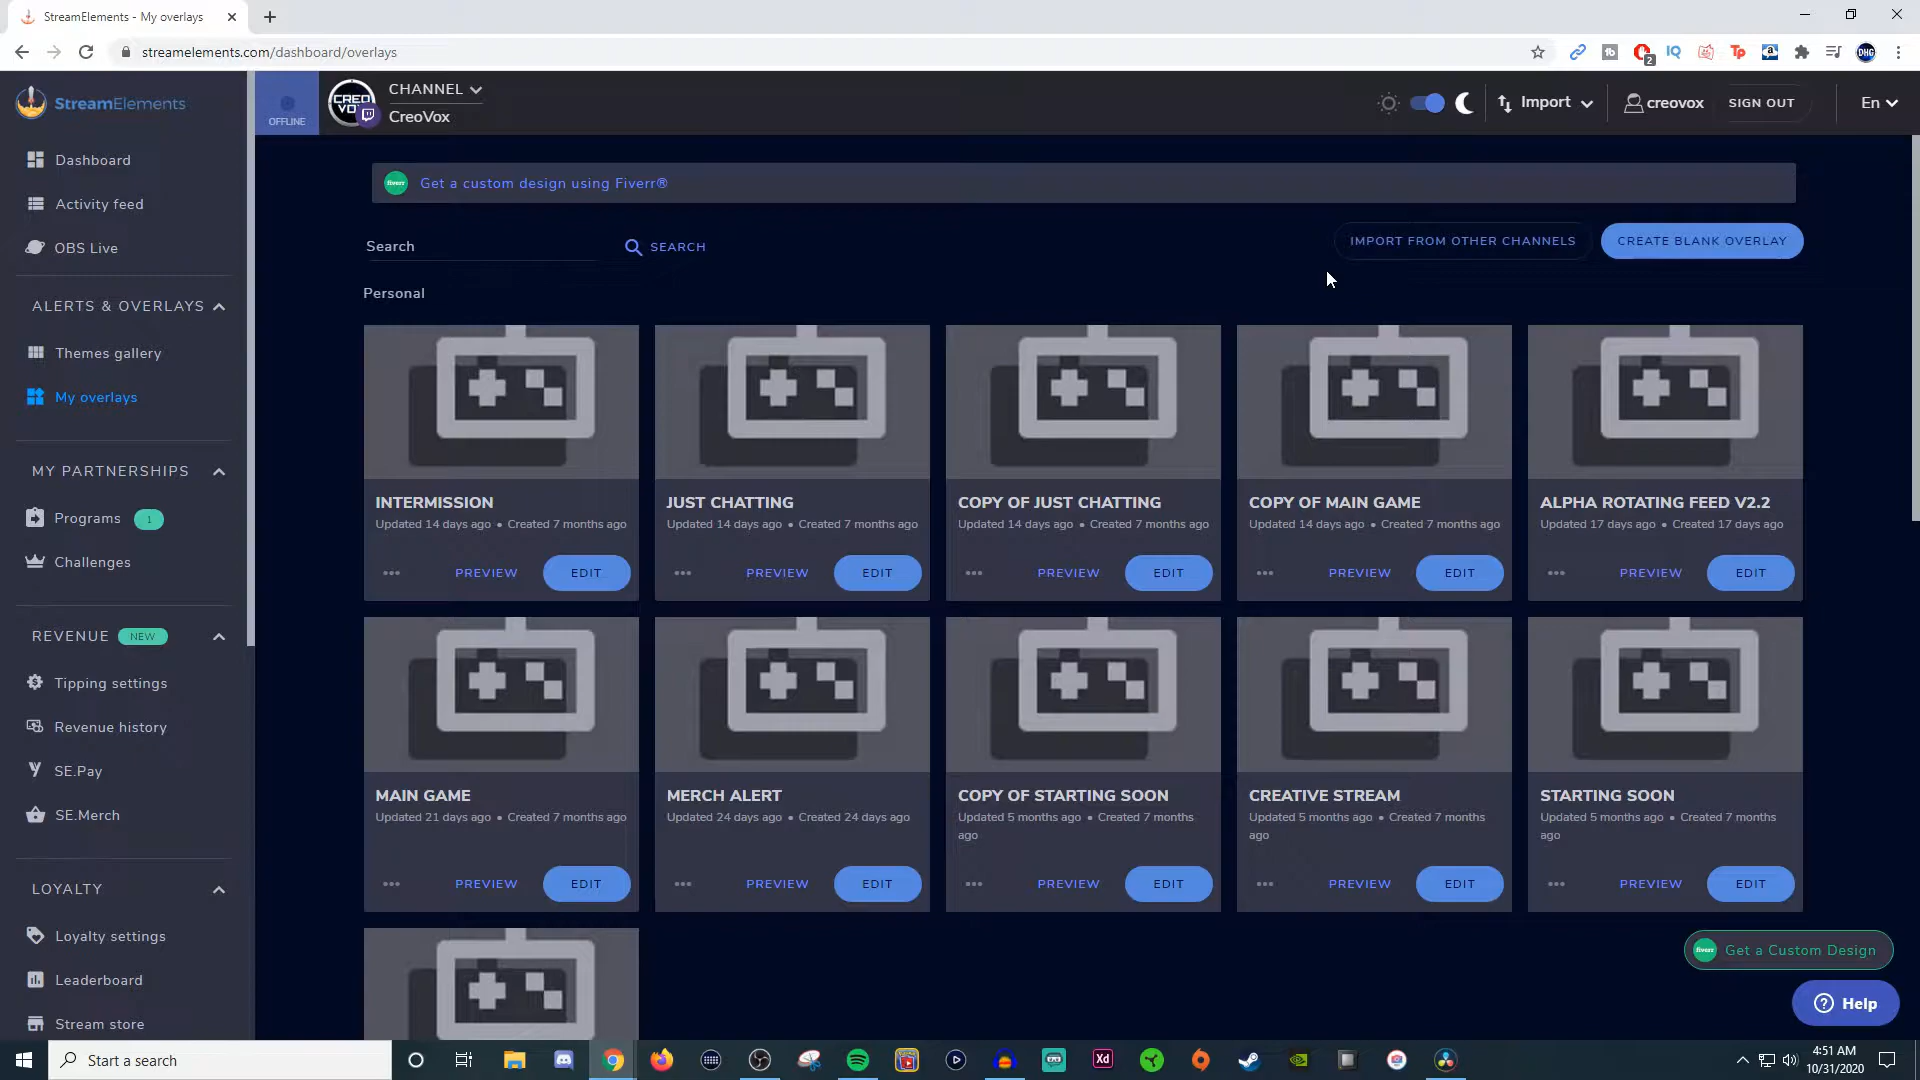 StreamElements - My overlays
streamelements.com/dashboard/overlays
StreamElements
OFFLINE
CREO
VOX
CHANNEL
CreoVox
Import
creovox
SIGN OUT
En
Dashboard
Activity feed
OBS Live
ALERTS & OVERLAYS
Themes gallery
My overlays
MY PARTNERSHIPS
Programs 1
Challenges
REVENUE NEW
Tipping settings
Revenue history
SE.Pay
SE.Merch
LOYALTY
Loyalty settings
Leaderboard
Stream store
fiverr Get a custom design using Fiverr®
Search
SEARCH
IMPORT FROM OTHER CHANNELS
CREATE BLANK OVERLAY
Personal
INTERMISSION
Updated 14 days ago • Created 7 months ago
••• PREVIEW EDIT
JUST CHATTING
Updated 14 days ago • Created 7 months ago
••• PREVIEW EDIT
COPY OF JUST CHATTING
Updated 14 days ago • Created 7 months ago
••• PREVIEW EDIT
COPY OF MAIN GAME
Updated 14 days ago • Created 7 months ago
••• PREVIEW EDIT
ALPHA ROTATING FEED V2.2
Updated 17 days ago • Created 17 days ago
••• PREVIEW EDIT
MAIN GAME
Updated 21 days ago • Created 7 months ago
••• PREVIEW EDIT
MERCH ALERT
Updated 24 days ago • Created 24 days ago
••• PREVIEW EDIT
COPY OF STARTING SOON
Updated 5 months ago • Created 7 months
ago
••• PREVIEW EDIT
CREATIVE STREAM
Updated 5 months ago • Created 7 months
ago
••• PREVIEW EDIT
STARTING SOON
Updated 5 months ago • Created 7 months
ago
••• PREVIEW EDIT
fiverr Get a Custom Design
Help
Start a search
Xd
4:51 AM
10/31/2020
2
IQ
Tp
a
DHG